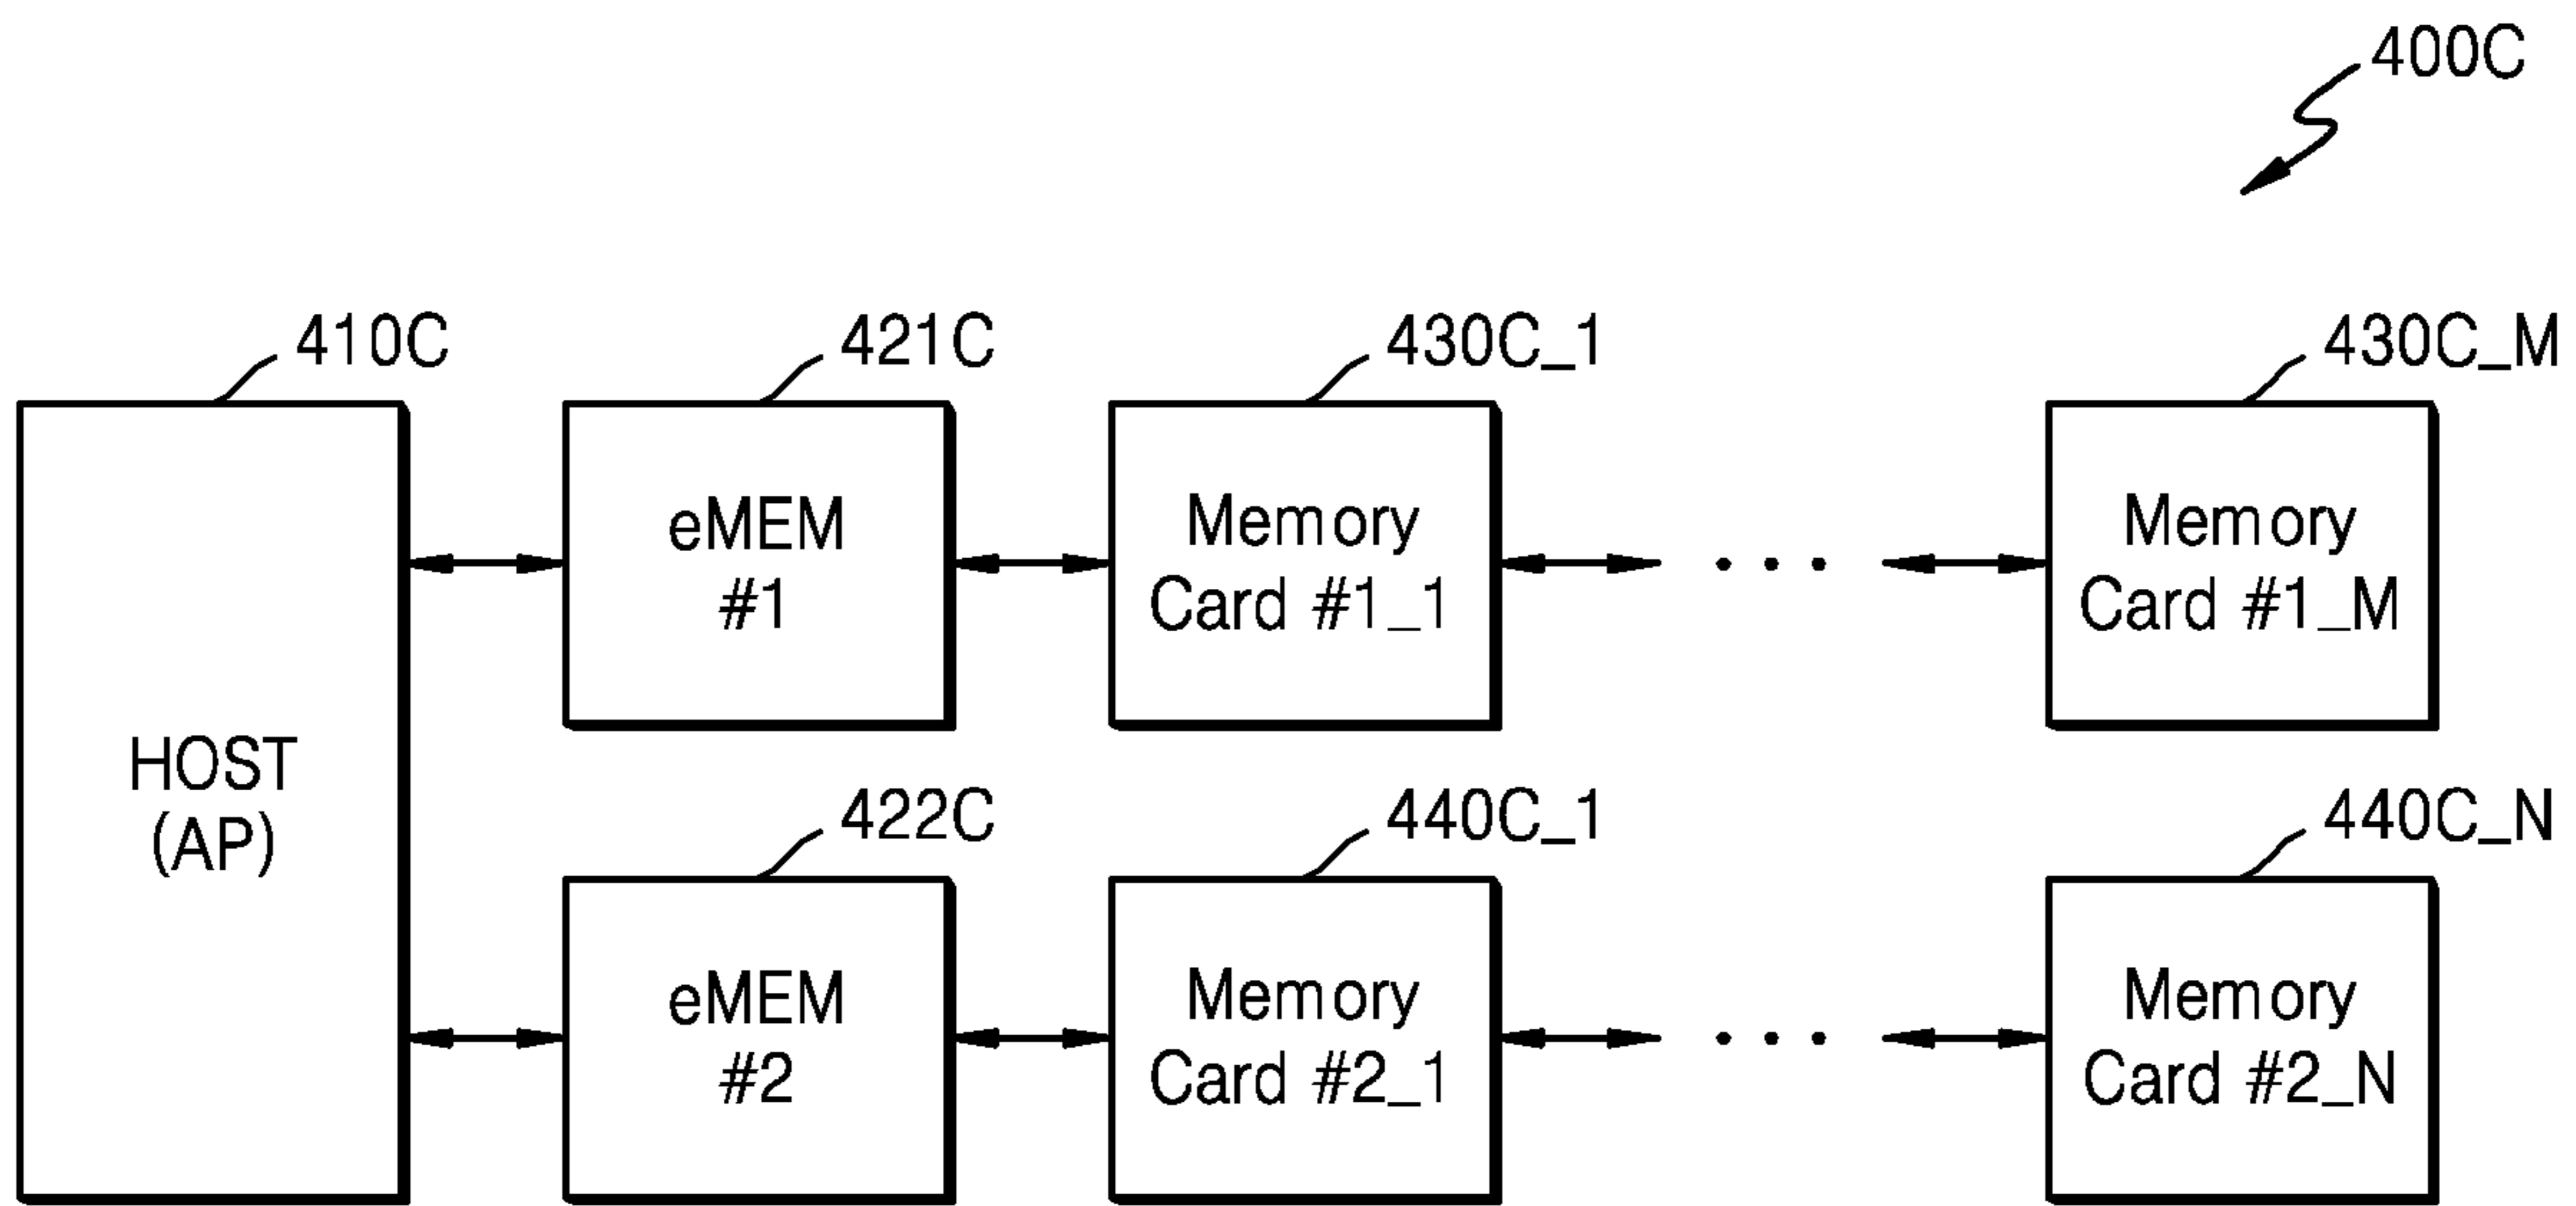 400C
410C
421C
430C_1
430C_M
HOST
(AP)
eMEM
#1
Memory
Card #1_1
. . .
Memory
Card #1_M
422C
440C_1
440C_N
eMEM
#2
Memory
Card #2_1
. . .
Memory
Card #2_N